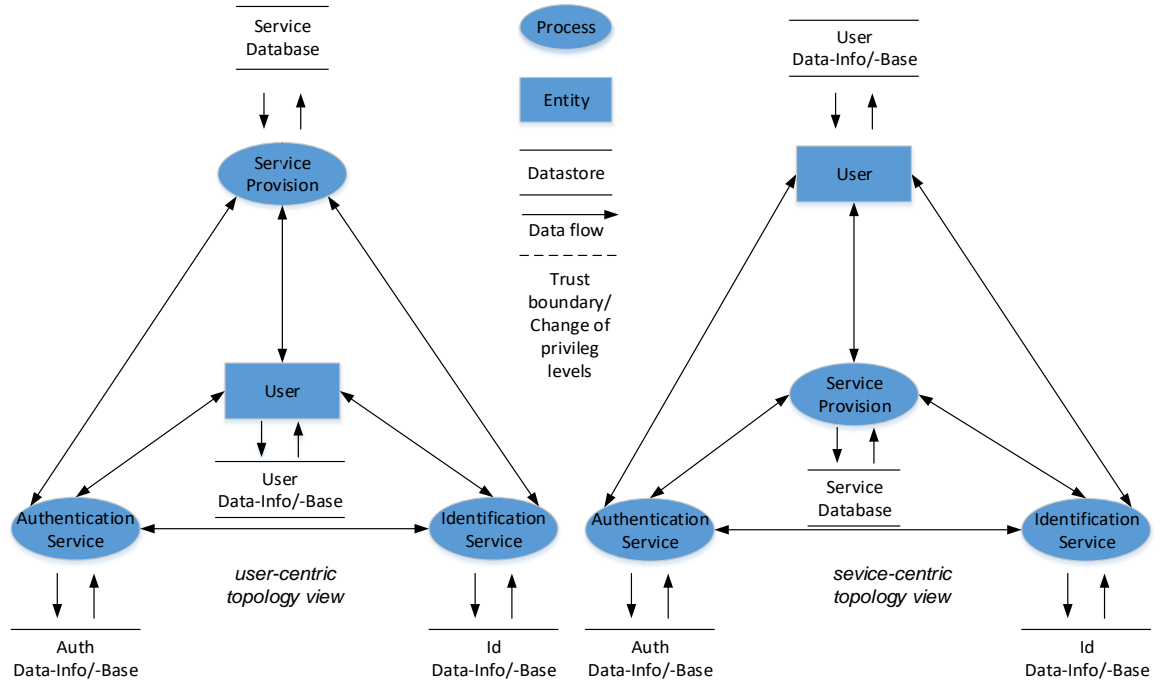 Service
Database
Service
Provision
User
User
Data-Info/-Base
Authentication
Service
Identification
Service
user-centric
topology view
Auth
Data-Info/-Base
Id
Data-Info/-Base
Process
Entity
Datastore
Data flow
Trust
boundary/
Change of
privileg
levels
User
Data-Info/-Base
User
Service
Provision
Service
Database
Authentication
Service
Identification
Service
sevice-centric
topology view
Auth
Data-Info/-Base
Id
Data-Info/-Base